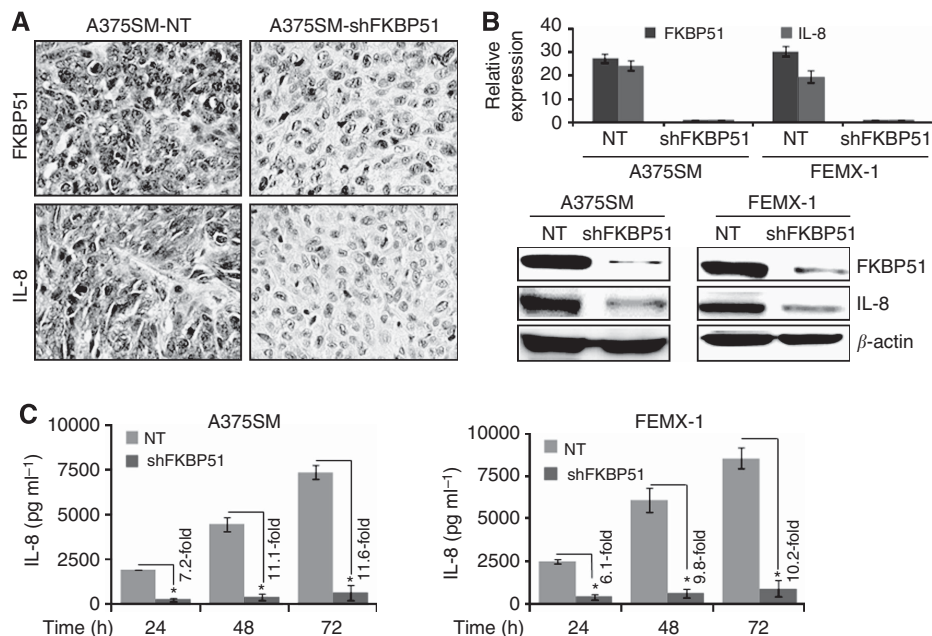 A
A375SM-NT
A375SM-shFKBP51
FKBP51
IL-8
B
Relative
expression
40
30
20
10
0
FKBP51
IL-8
NT
shFKBP51
NT
shFKBP51
A375SM
FEMX-1
A375SM
FEMX-1
NT
shFKBP51
NT
shFKBP51
FKBP51
IL-8
β-actin
C
A375SM
IL-8 (pg ml⁻¹)
10000
7500
5000
2500
0
NT
shFKBP51
* 7.2-fold
* 11.1-fold
* 11.6-fold
Time (h)
24
48
72
FEMX-1
IL-8 (pg ml⁻¹)
10000
7500
5000
2500
0
NT
shFKBP51
* 6.1-fold
* 9.8-fold
* 10.2-fold
Time (h)
24
48
72